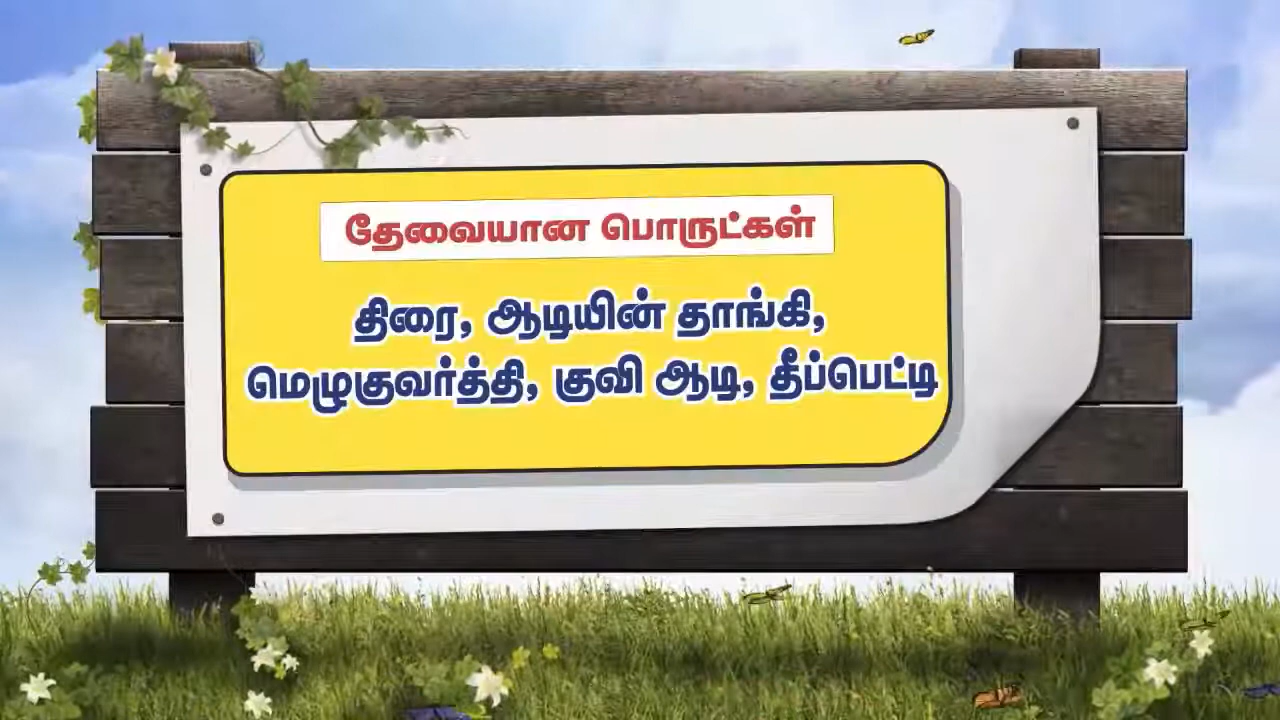 தேவையான பொருட்கள்
திரை, ஆடியின் தாங்கி,
மெழுகுவர்த்தி, குவி ஆடி, தீப்பெட்டி